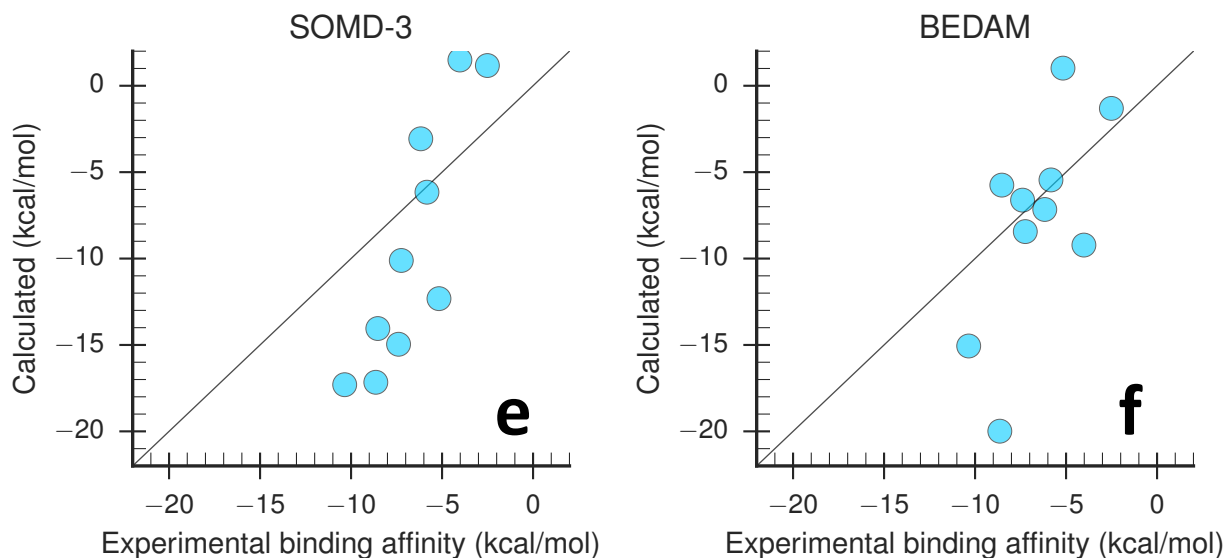 SOMD-3
0
−5
−10
−15
−20
Calculated (kcal/mol)
e
−20 −15 −10 −5 0
Experimental binding affinity (kcal/mol)
BEDAM
0
−5
−10
−15
−20
Calculated (kcal/mol)
f
−20 −15 −10 −5 0
Experimental binding affinity (kcal/mol)